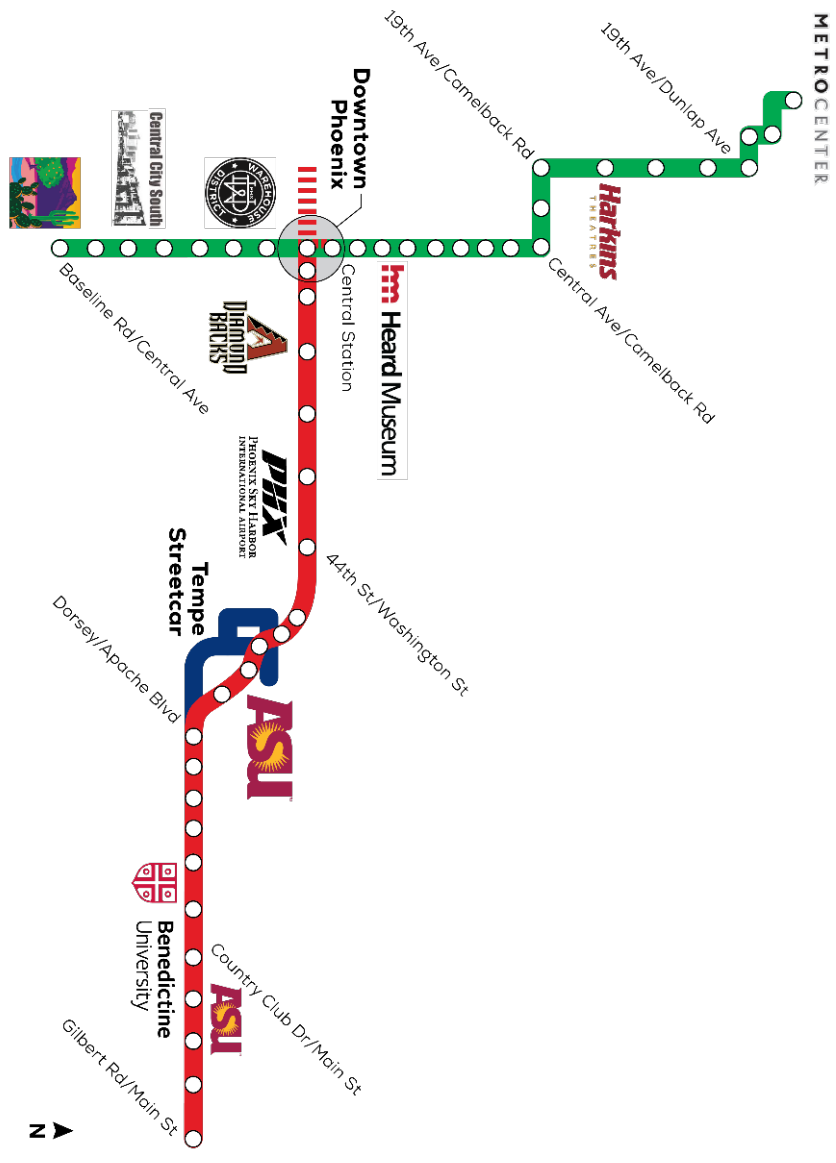 METROCENTER
19th Ave/Dunlap Ave
19th Ave/Camelback Rd
Harkins
THEATRES
Central Ave/Camelback Rd
hm Heard Museum
Downtown
Phoenix
Central Station
WAREHOUSE
DISTRICT
Central City South
Baseline Rd/Central Ave
DIAMOND
BACKS
PHX
PHOENIX SKY HARBOR
INTERNATIONAL AIRPORT
44th St/Washington St
Tempe
Streetcar
Dorsey/Apache Blvd
ASU
Benedictine
University
Country Club Dr/Main St
ASU
Gilbert Rd/Main St
N